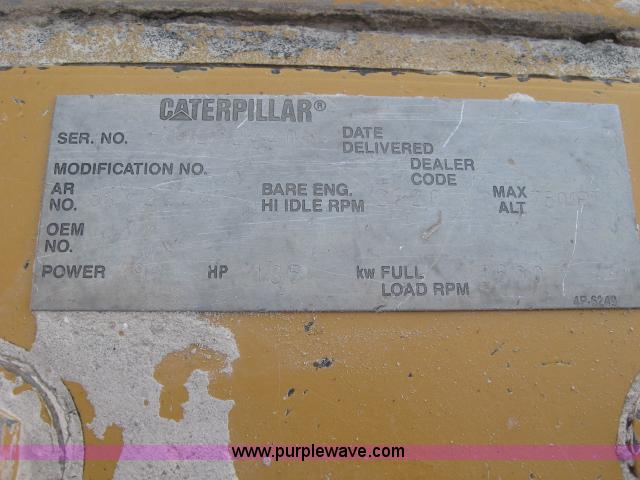 CATERPILLAR®
SER. NO.
DATE DELIVERED
MODIFICATION NO.
DEALER CODE
AR NO.
BARE ENG. HI IDLE RPM
MAX ALT
OEM NO.
POWER HP kw FULL LOAD RPM
4P-6249
www.purplewave.com